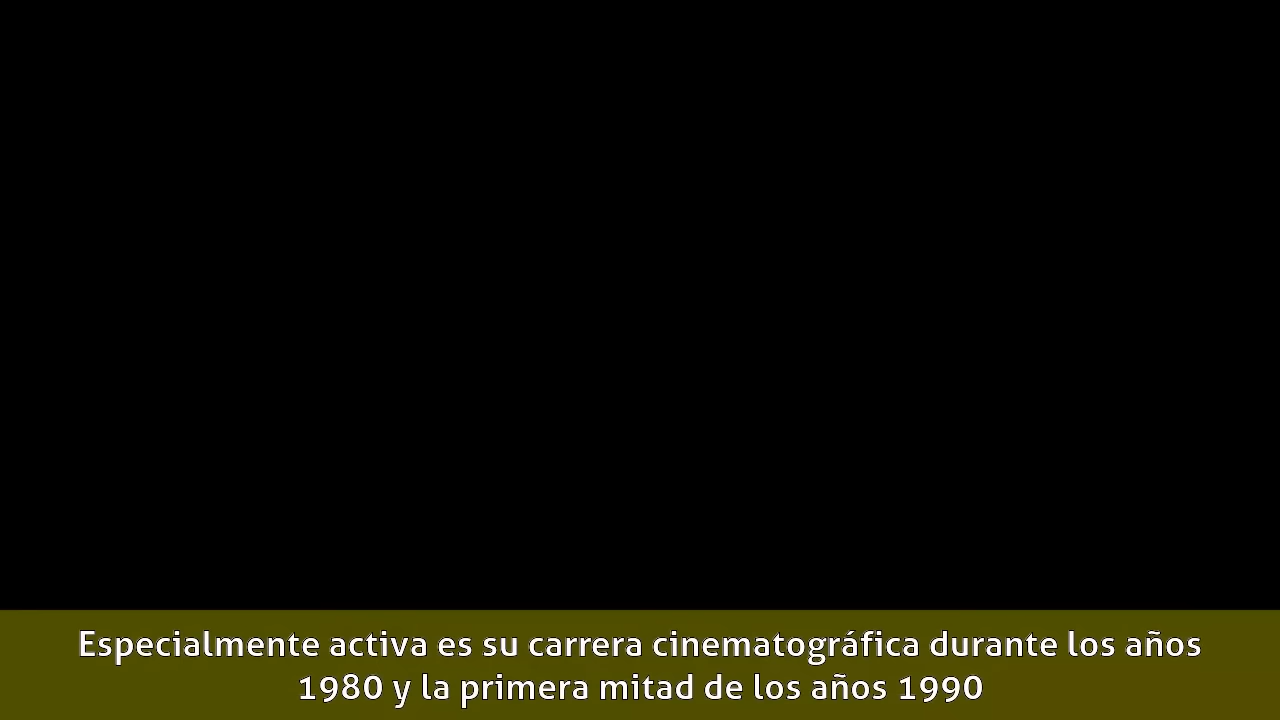 Especialmente activa es su carrera cinematográfica durante los años
1980 y la primera mitad de los años 1990